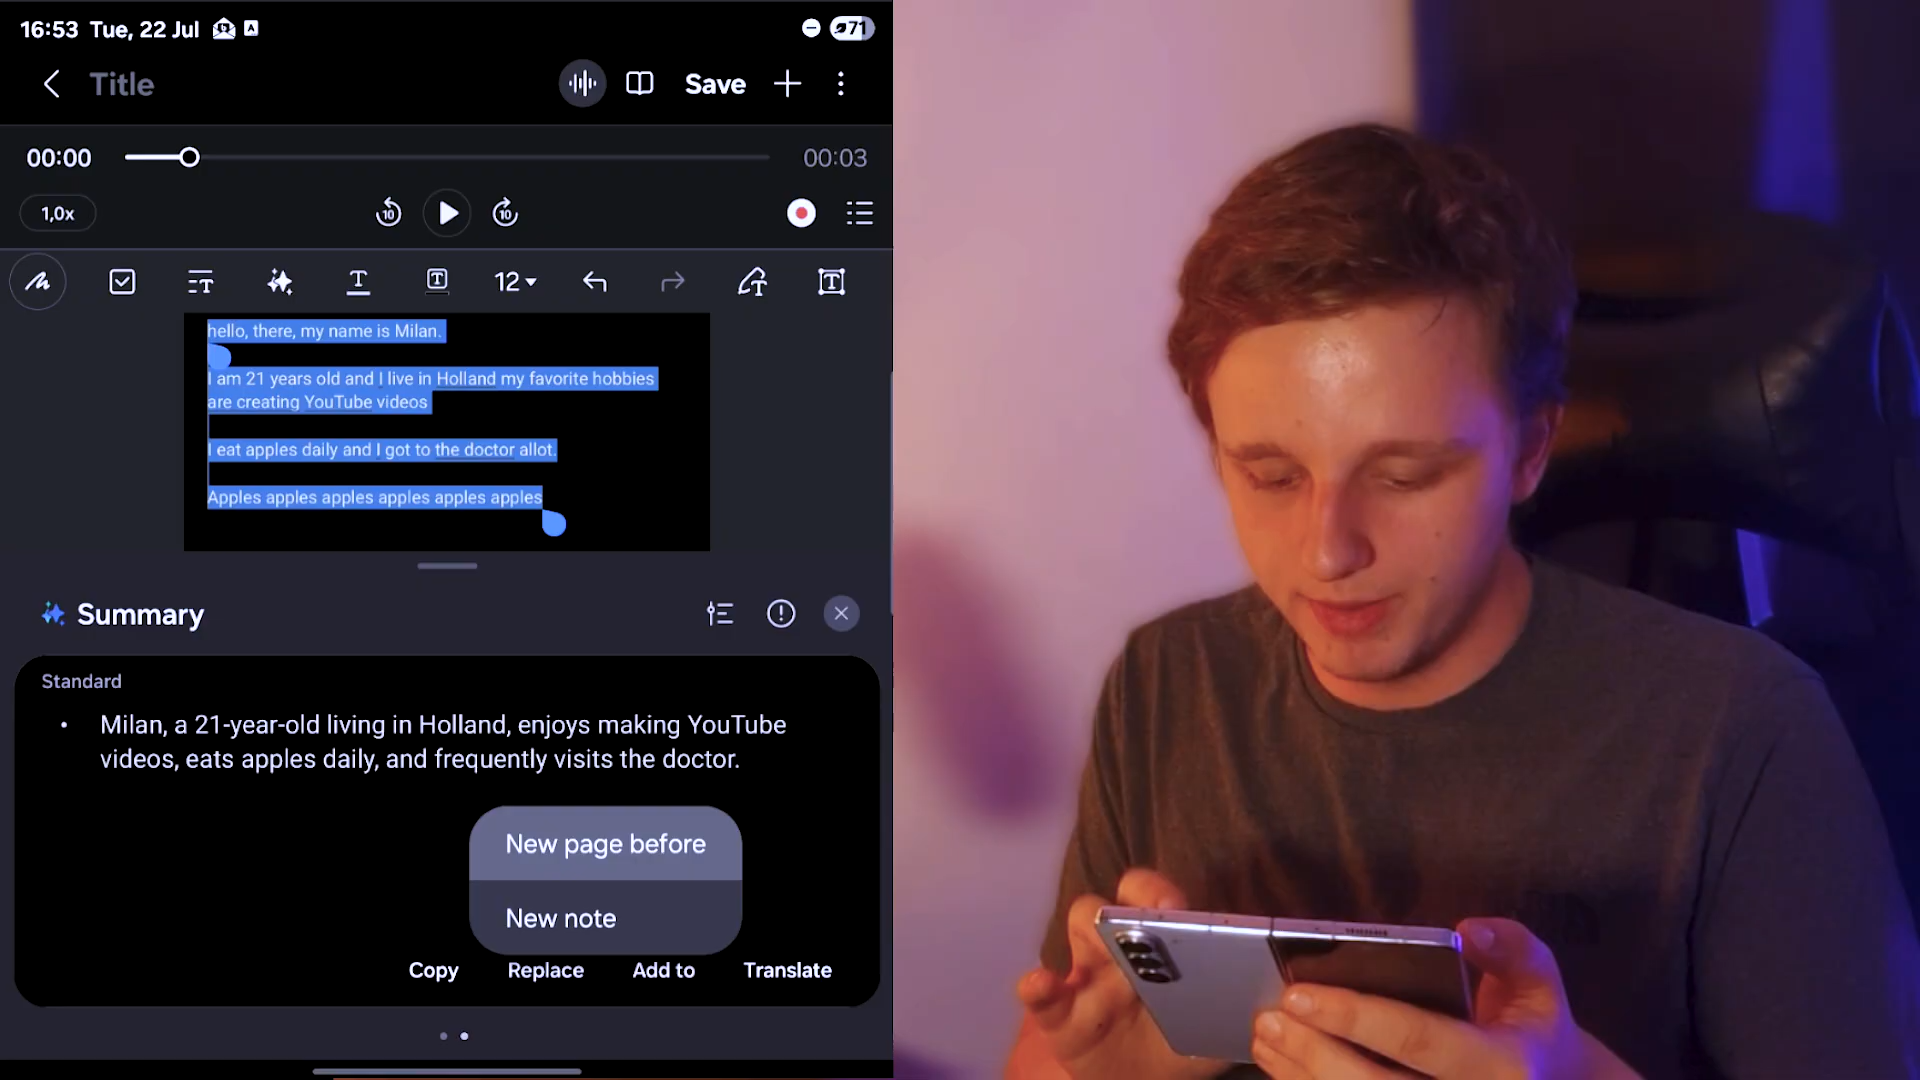 16:53 Tue, 22 Jul A 71
Title Save
00:00 00:03
1,0x 10 10
T T T 12 T T
hello, there, my name is Milan.
I am 21 years old and I live in Holland my favorite hobbies
are creating YouTube videos
I eat apples daily and I got to the doctor allot.
Apples apples apples apples apples apples
Summary
Standard
• Milan, a 21-year-old living in Holland, enjoys making YouTube
videos, eats apples daily, and frequently visits the doctor.
New page before
New note
Copy Replace Add to Translate